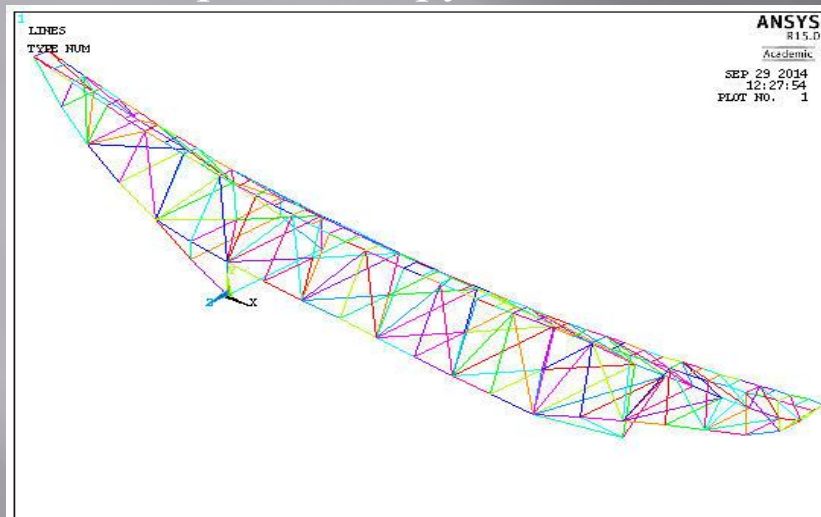 1
LINES
TYPE NUM
ANSYS
R15.0
Academic
SEP 29 2014
12:27:54
PLOT NO. 1
Z X